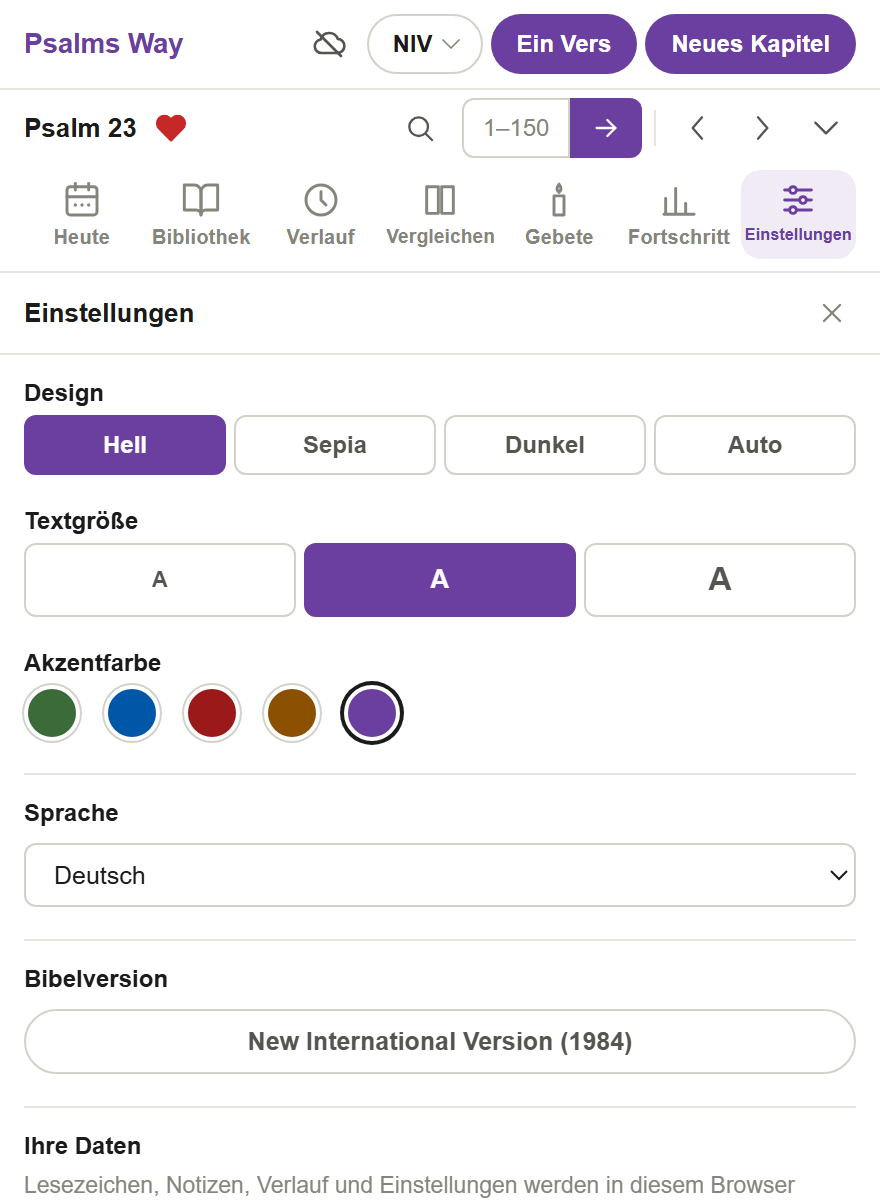 Psalms Way
NIV
Ein Vers
Neues Kapitel
Psalm 23
1–150
Heute
Bibliothek
Verlauf
Vergleichen
Gebete
Fortschritt
Einstellungen
Einstellungen
Design
Hell
Sepia
Dunkel
Auto
Textgröße
A
A
A
Akzentfarbe
Sprache
Deutsch
Bibelversion
New International Version (1984)
Ihre Daten
Lesezeichen, Notizen, Verlauf und Einstellungen werden in diesem Browser